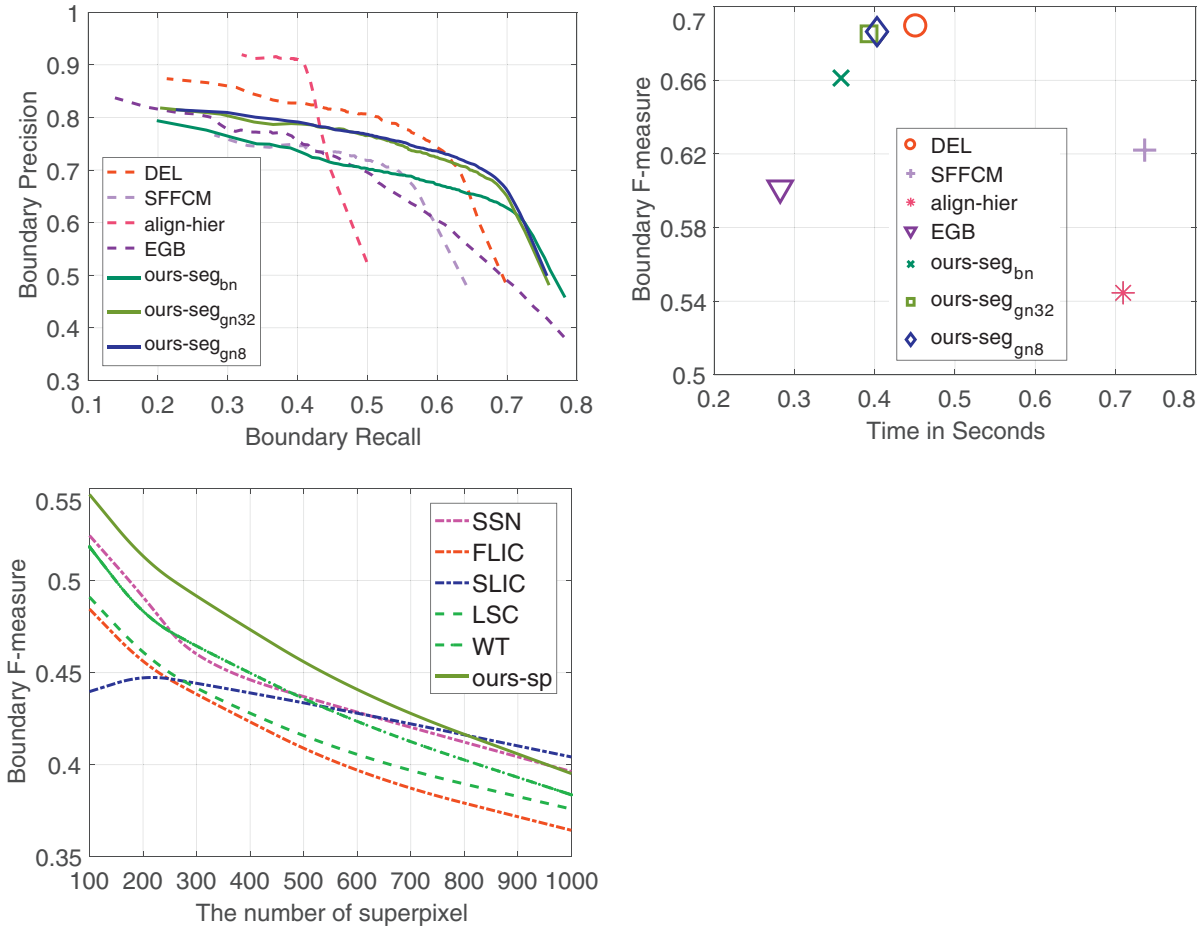 1
0.9
0.8
0.7
0.6
0.5
0.4
0.3
0.1 0.2 0.3 0.4 0.5 0.6 0.7 0.8
Boundary Precision
Boundary Recall
DEL
SFFCM
align-hier
EGB
ours-seg_bn
ours-seg_gn32
ours-seg_gn8
0.7
0.66
0.62
0.58
0.54
0.5
0.2 0.3 0.4 0.5 0.6 0.7 0.8
Boundary F-measure
Time in Seconds
DEL
SFFCM
align-hier
EGB
ours-seg_bn
ours-seg_gn32
ours-seg_gn8
0.55
0.5
0.45
0.4
0.35
100 200 300 400 500 600 700 800 900 1000
Boundary F-measure
The number of superpixel
SSN
FLIC
SLIC
LSC
WT
ours-sp